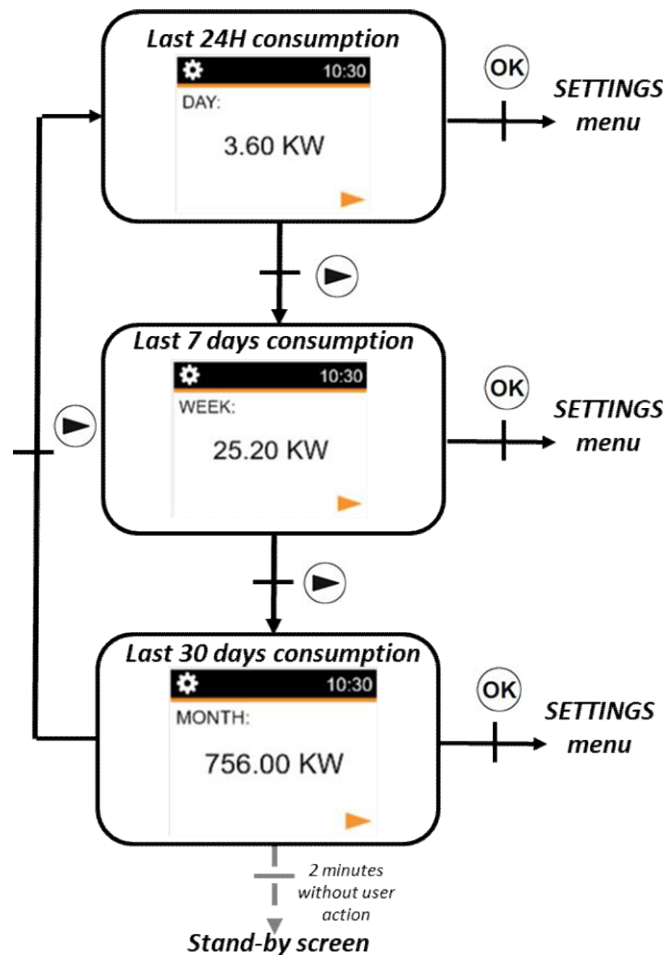 Last 24H consumption
10:30
DAY:
3.60 KW
OK
SETTINGS
menu
Last 7 days consumption
10:30
WEEK:
25.20 KW
OK
SETTINGS
menu
Last 30 days consumption
10:30
MONTH:
756.00 KW
OK
SETTINGS
menu
2 minutes
without user
action
Stand-by screen